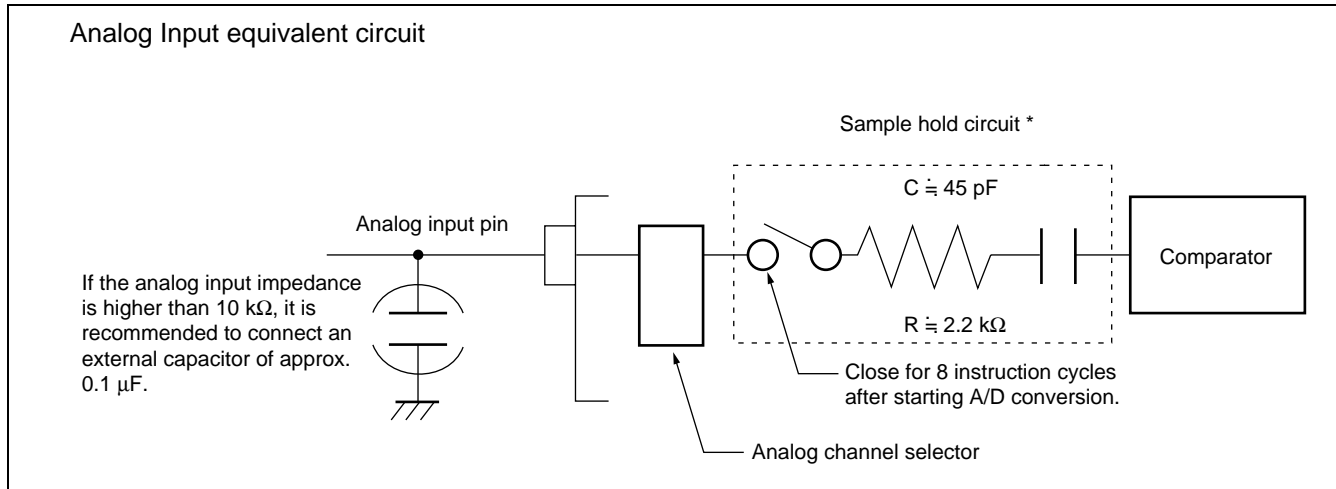 Analog Input equivalent circuit
Sample hold circuit *
C ≒ 45 pF
Analog input pin
Comparator
If the analog input impedance
is higher than 10 kΩ, it is
recommended to connect an
external capacitor of approx.
0.1 μF.
R ≒ 2.2 kΩ
Close for 8 instruction cycles
after starting A/D conversion.
Analog channel selector